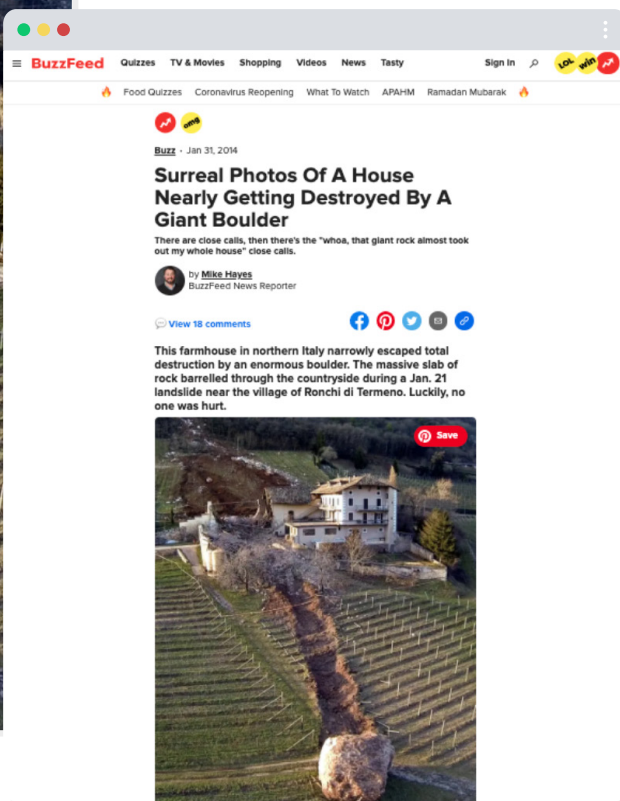 BuzzFeed Quizzes TV & Movies Shopping Videos News Tasty Sign In LOL win
Food Quizzes Coronavirus Reopening What To Watch APAHM Ramadan Mubarak
omg
Buzz · Jan 31, 2014
Surreal Photos Of A House
Nearly Getting Destroyed By A
Giant Boulder
There are close calls, then there's the "whoa, that giant rock almost took
out my whole house" close calls.
by Mike Hayes
BuzzFeed News Reporter
View 18 comments
This farmhouse in northern Italy narrowly escaped total
destruction by an enormous boulder. The massive slab of
rock barrelled through the countryside during a Jan. 21
landslide near the village of Ronchi di Termeno. Luckily, no
one was hurt.
Save